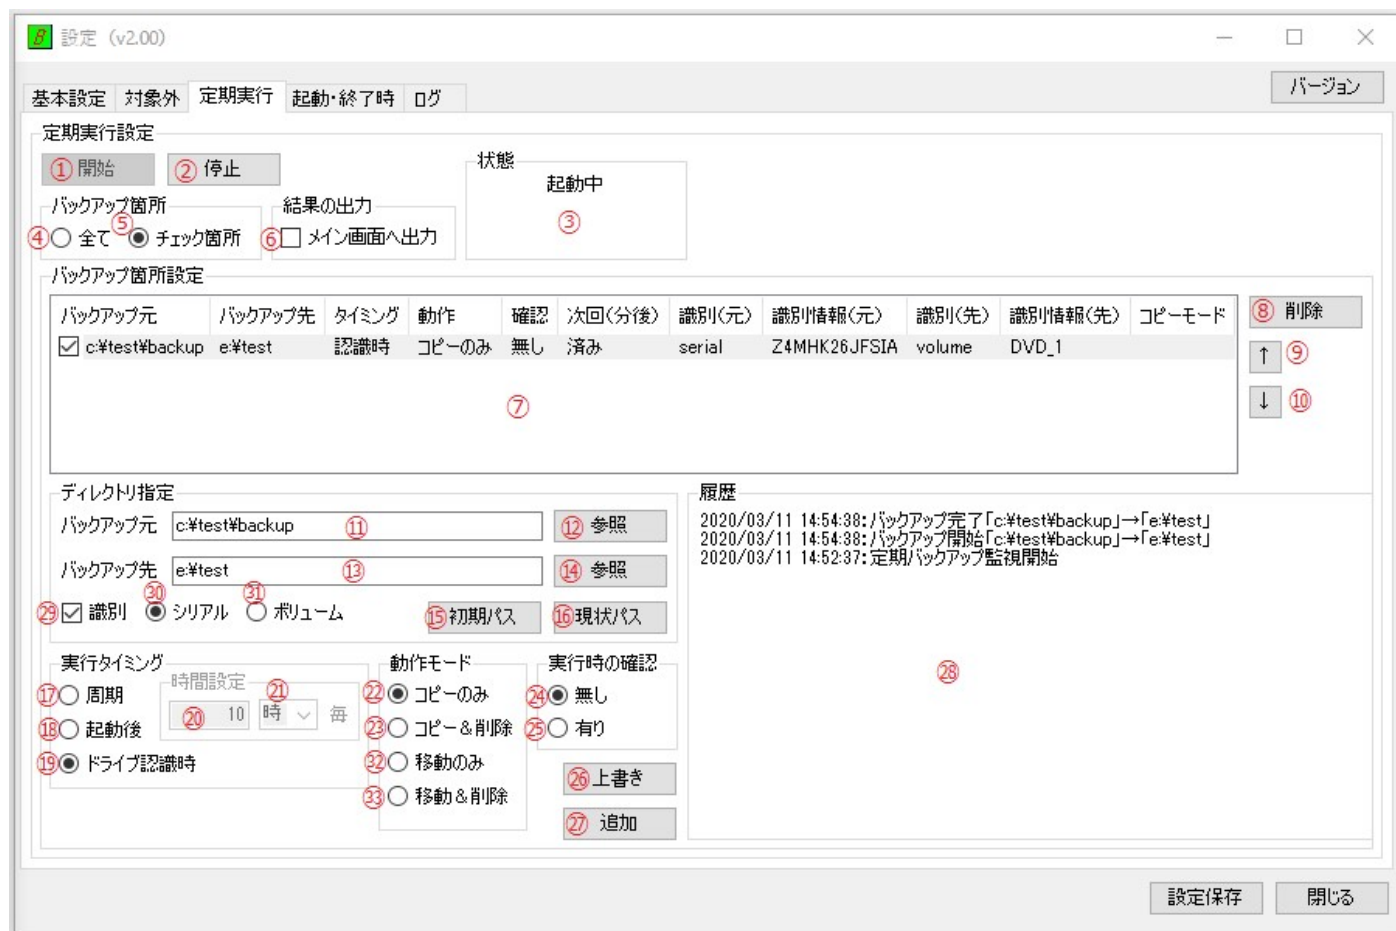 設定 (v2.00)
バージョン
基本設定 対象外 定期実行 起動・終了時 ログ
定期実行設定
①開始 ②停止
状態
起動中
③
バックアップ箇所
④ 全て ⑤ チェック箇所
結果の出力
⑥ メイン画面へ出力
バックアップ箇所設定
バックアップ元 バックアップ先 タイミング 動作 確認 次回(分後) 識別(元) 識別情報(元) 識別(先) 識別情報(先) コピーモード
c:¥test¥backup e:¥test 認識時 コピーのみ 無し 済み serial Z4MHK26JFSIA volume DVD_1
⑦
⑧ 削除
↑ ⑨
↓ ⑩
ディレクトリ指定
バックアップ元 c:¥test¥backup ⑪ ⑫ 参照
バックアップ先 e:¥test ⑬ ⑭ 参照
㉙ 識別 ㉚ シリアル ㉛ ボリューム ⑮初期パス ⑯現状パス
実行タイミング
⑰ 周期
⑱ 起動後
⑲ ドライブ認識時
時間設定
⑳ 10 ㉑ 時 毎
動作モード
㉒ コピーのみ
㉓ コピー&削除
㉜ 移動のみ
㉝ 移動&削除
実行時の確認
㉔ 無し
㉕ 有り
㉖上書き
㉗ 追加
履歴
2020/03/11 14:54:38:バックアップ完了「c:¥test¥backup」→「e:¥test」
2020/03/11 14:54:38:バックアップ開始「c:¥test¥backup」→「e:¥test」
2020/03/11 14:52:37:定期バックアップ監視開始
㉘
設定保存 閉じる